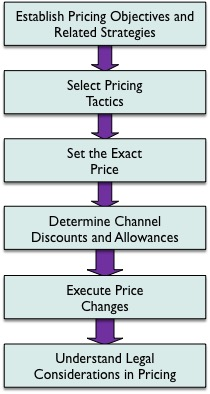 Establish Pricing Objectives and
Related Strategies
Select Pricing
Tactics
Set the Exact
Price
Determine Channel
Discounts and Allowances
Execute Price
Changes
Understand Legal
Considerations in Pricing